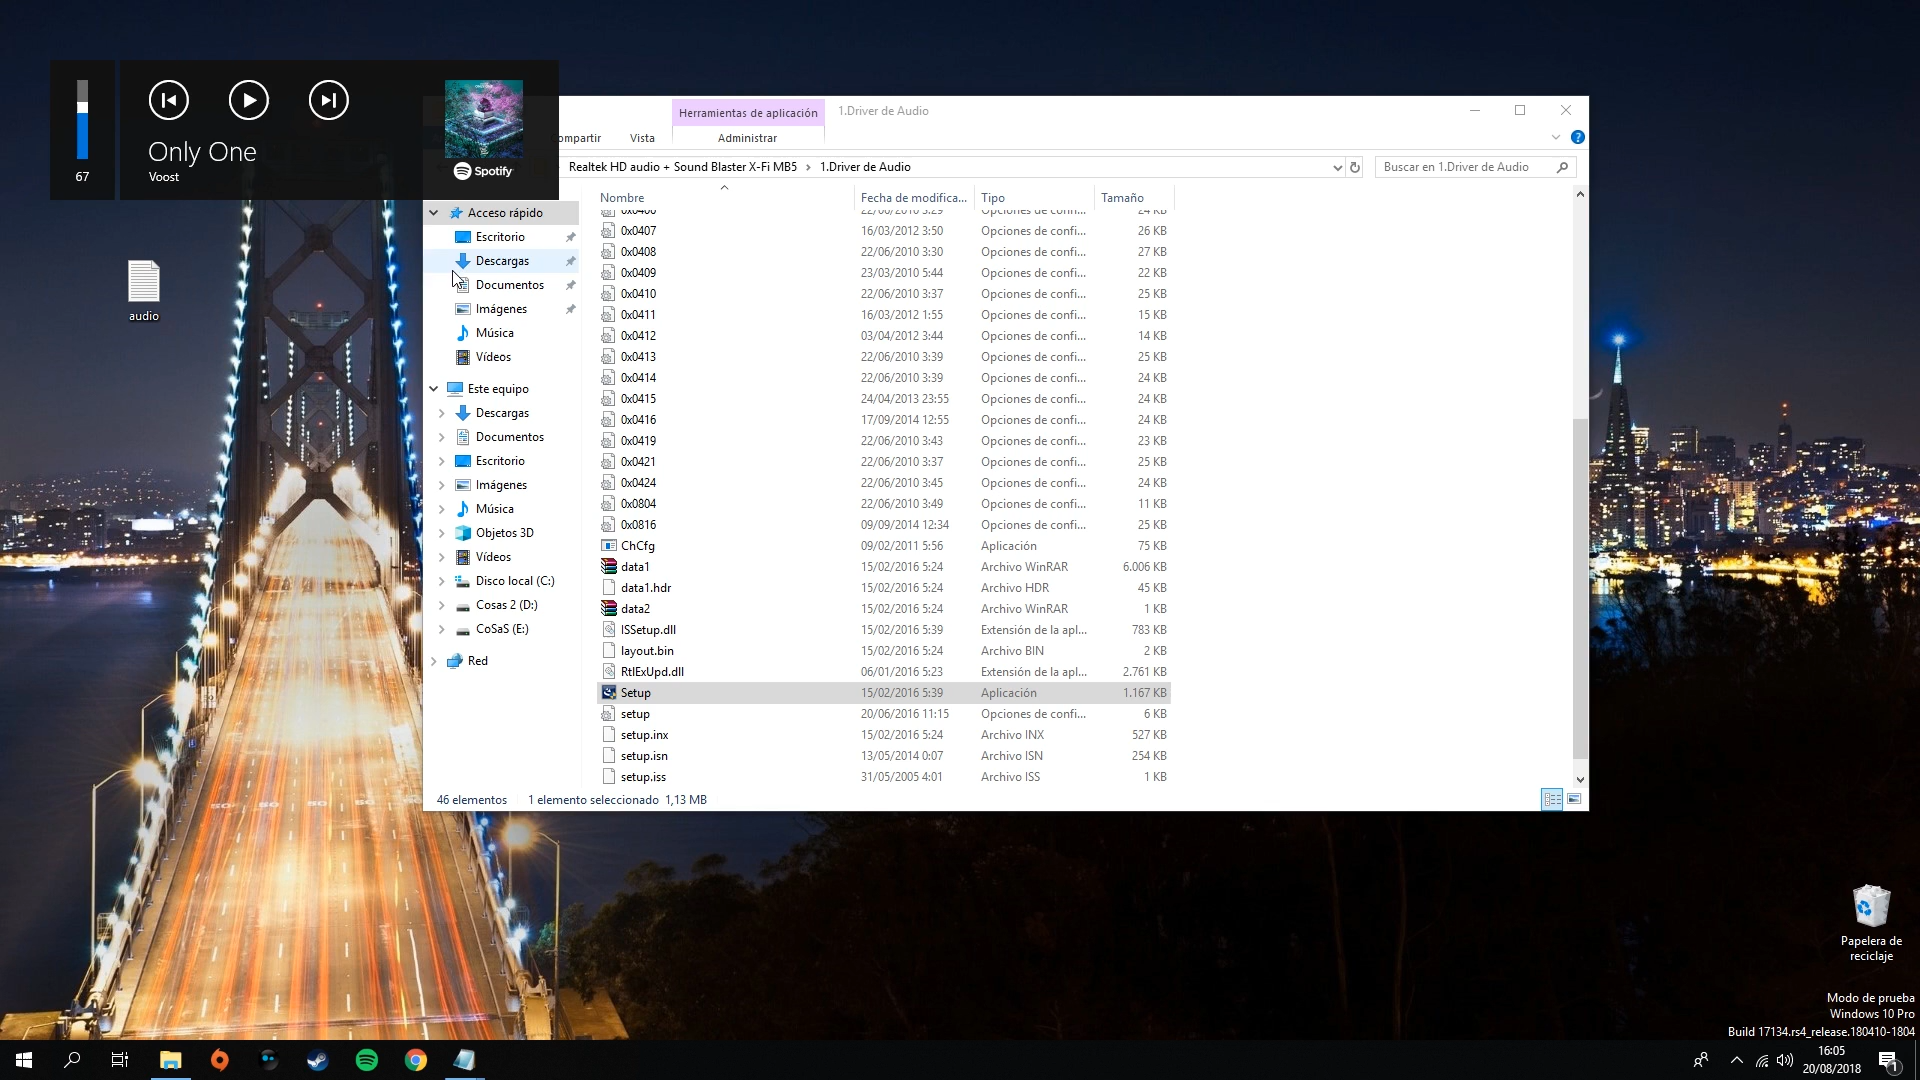 67
Only One
Voost
Spotify
Herramientas de aplicación
1.Driver de Audio
ompartir
Vista
Administrar
Realtek HD audio + Sound Blaster X-Fi MB5 › 1.Driver de Audio
Buscar en 1.Driver de Audio
Acceso rápido
Escritorio
Descargas
Documentos
Imágenes
Música
Vídeos
Este equipo
Descargas
Documentos
Escritorio
Imágenes
Música
Objetos 3D
Vídeos
Disco local (C:)
Cosas 2 (D:)
CoSaS (E:)
Red
Nombre Fecha de modifica... Tipo Tamaño
0x0407 16/03/2012 3:50 Opciones de confi... 26 KB
0x0408 22/06/2010 3:30 Opciones de confi... 27 KB
0x0409 23/03/2010 5:44 Opciones de confi... 22 KB
0x0410 22/06/2010 3:37 Opciones de confi... 25 KB
0x0411 16/03/2012 1:55 Opciones de confi... 15 KB
0x0412 03/04/2012 3:44 Opciones de confi... 14 KB
0x0413 22/06/2010 3:39 Opciones de confi... 25 KB
0x0414 22/06/2010 3:39 Opciones de confi... 24 KB
0x0415 24/04/2013 23:55 Opciones de confi... 24 KB
0x0416 17/09/2014 12:55 Opciones de confi... 24 KB
0x0419 22/06/2010 3:43 Opciones de confi... 23 KB
0x0421 22/06/2010 3:37 Opciones de confi... 25 KB
0x0424 22/06/2010 3:45 Opciones de confi... 24 KB
0x0804 22/06/2010 3:49 Opciones de confi... 11 KB
0x0816 09/09/2014 12:34 Opciones de confi... 25 KB
ChCfg 09/02/2011 5:56 Aplicación 75 KB
data1 15/02/2016 5:24 Archivo WinRAR 6.006 KB
data1.hdr 15/02/2016 5:24 Archivo HDR 45 KB
data2 15/02/2016 5:24 Archivo WinRAR 1 KB
ISSetup.dll 15/02/2016 5:39 Extensión de la apl... 783 KB
layout.bin 15/02/2016 5:24 Archivo BIN 2 KB
RtlExUpd.dll 06/01/2016 5:23 Extensión de la apl... 2.761 KB
Setup 15/02/2016 5:39 Aplicación 1.167 KB
setup 20/06/2016 11:15 Opciones de confi... 6 KB
setup.inx 15/02/2016 5:24 Archivo INX 527 KB
setup.isn 13/05/2014 0:07 Archivo ISN 254 KB
setup.iss 31/05/2005 4:01 Archivo ISS 1 KB
46 elementos 1 elemento seleccionado 1,13 MB
audio
Papelera de
reciclaje
Modo de prueba
Windows 10 Pro
Build 17134.rs4_release.180410-1804
16:05
20/08/2018
1